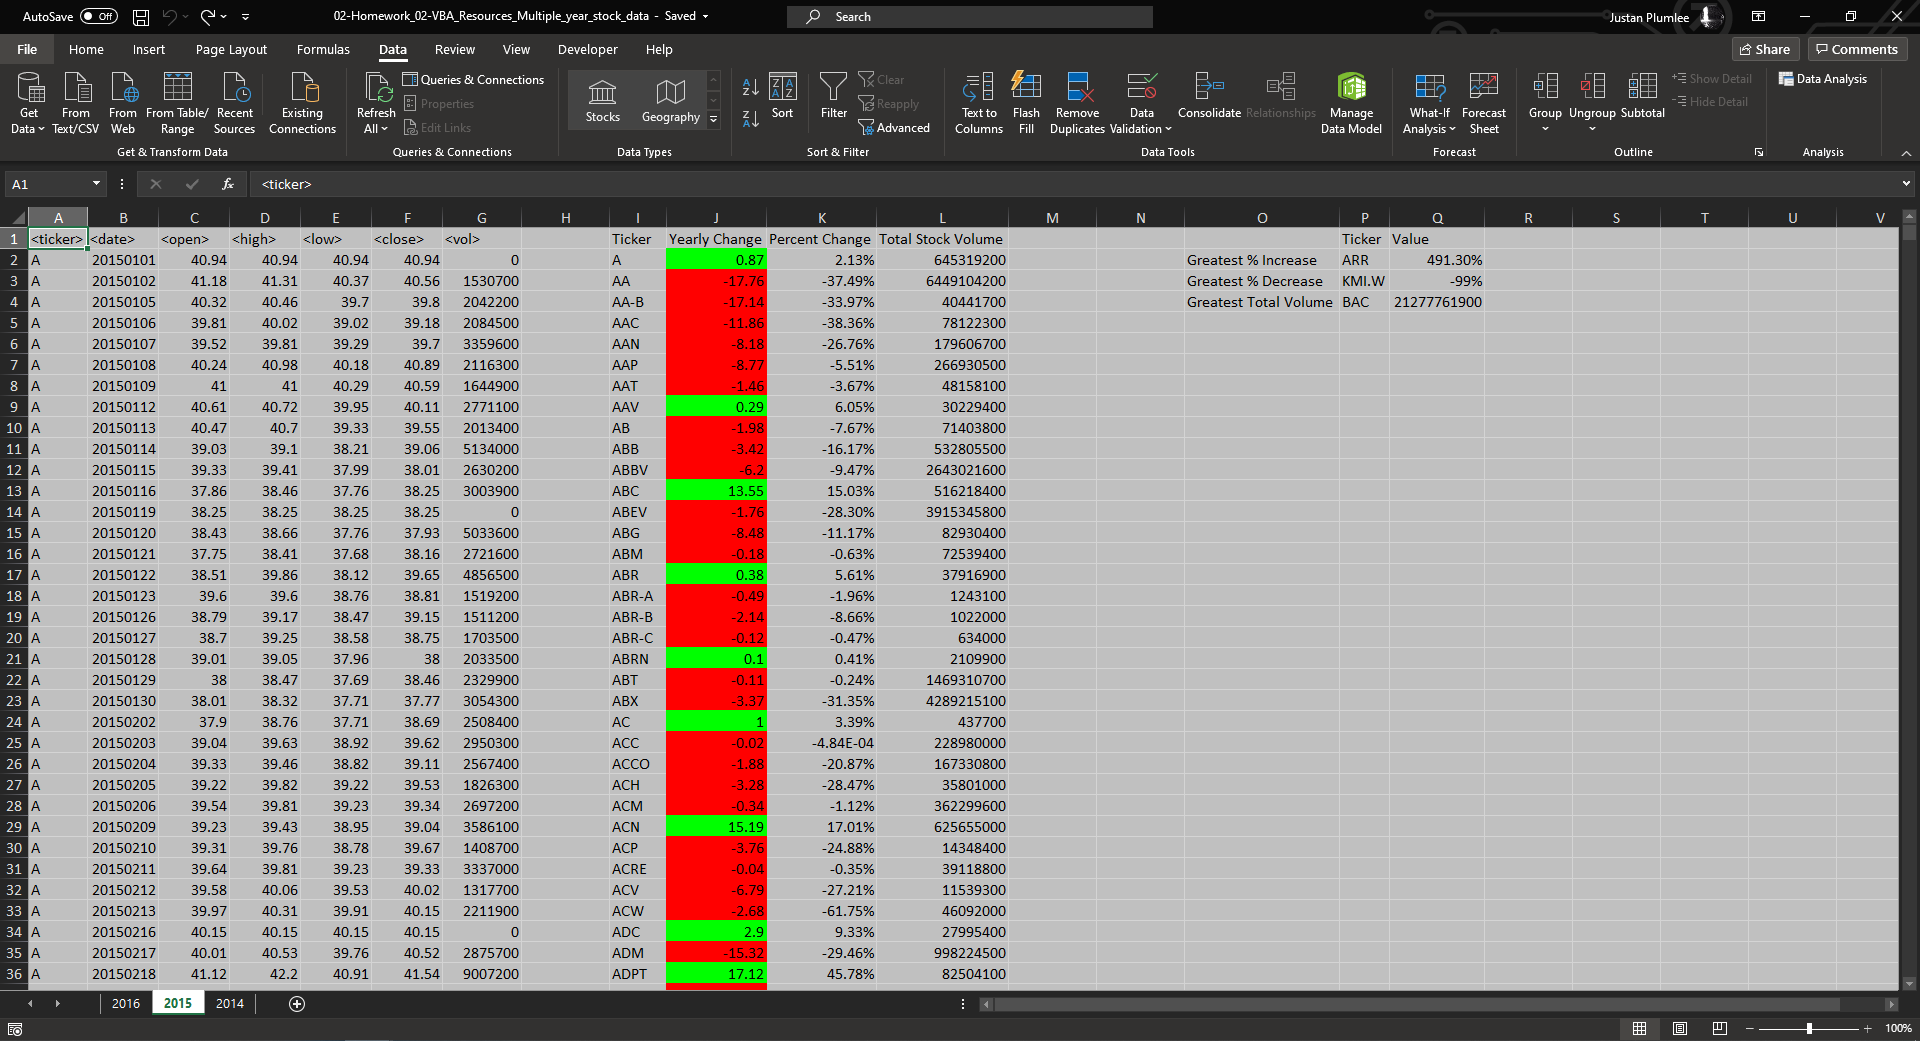 AutoSave Off 02-Homework_02-VBA_Resources_Multiple_year_stock_data - Saved Search Justan Plumlee
File Home Insert Page Layout Formulas Data Review View Developer Help Share Comments
Get Data From Text/CSV From Web From Table/ Range Recent Sources Existing Connections
Get & Transform Data
Refresh All Queries & Connections Properties Edit Links
Queries & Connections
Stocks Geography
Data Types
Sort Filter Clear Reapply Advanced
Sort & Filter
Text to Columns Flash Fill Remove Duplicates Data Validation Consolidate Relationships Manage Data Model
Data Tools
What-If Analysis Forecast Sheet
Forecast
Group Ungroup Subtotal Show Detail Hide Detail
Outline
Data Analysis
Analysis
A1 fx <ticker>
A B C D E F G H I J K L M N O P Q R S T U V
1 <ticker> <date> <open> <high> <low> <close> <vol> Ticker Yearly Change Percent Change Total Stock Volume Ticker Value
2 A 20150101 40.94 40.94 40.94 40.94 0 A 0.87 2.13% 645319200 Greatest % Increase ARR 491.30%
3 A 20150102 41.18 41.31 40.37 40.56 1530700 AA -17.76 -37.49% 6449104200 Greatest % Decrease KMI.W -99%
4 A 20150105 40.32 40.46 39.7 39.8 2042200 AA-B -17.14 -33.97% 40441700 Greatest Total Volume BAC 21277761900
5 A 20150106 39.81 40.02 39.02 39.18 2084500 AAC -11.86 -38.36% 78122300
6 A 20150107 39.52 39.81 39.29 39.7 3359600 AAN -8.18 -26.76% 179606700
7 A 20150108 40.24 40.98 40.18 40.89 2116300 AAP -8.77 -5.51% 266930500
8 A 20150109 41 41 40.29 40.59 1644900 AAT -1.46 -3.67% 48158100
9 A 20150112 40.61 40.72 39.95 40.11 2771100 AAV 0.29 6.05% 30229400
10 A 20150113 40.47 40.7 39.33 39.55 2013400 AB -1.98 -7.67% 71403800
11 A 20150114 39.03 39.1 38.21 39.06 5134000 ABB -3.42 -16.17% 532805500
12 A 20150115 39.33 39.41 37.99 38.01 2630200 ABBV -6.2 -9.47% 2643021600
13 A 20150116 37.86 38.46 37.76 38.25 3003900 ABC 13.55 15.03% 516218400
14 A 20150119 38.25 38.25 38.25 38.25 0 ABEV -1.76 -28.30% 3915345800
15 A 20150120 38.43 38.66 37.76 37.93 5033600 ABG -8.48 -11.17% 82930400
16 A 20150121 37.75 38.41 37.68 38.16 2721600 ABM -0.18 -0.63% 72539400
17 A 20150122 38.51 39.86 38.12 39.65 4856500 ABR 0.38 5.61% 37916900
18 A 20150123 39.6 39.6 38.76 38.81 1519200 ABR-A -0.49 -1.96% 1243100
19 A 20150126 38.79 39.17 38.47 39.15 1511200 ABR-B -2.14 -8.66% 1022000
20 A 20150127 38.7 39.25 38.58 38.75 1703500 ABR-C -0.12 -0.47% 634000
21 A 20150128 39.01 39.05 37.96 38 2033500 ABRN 0.1 0.41% 2109900
22 A 20150129 38 38.47 37.69 38.46 2329900 ABT -0.11 -0.24% 1469310700
23 A 20150130 38.01 38.32 37.71 37.77 3054300 ABX -3.37 -31.35% 4289215100
24 A 20150202 37.9 38.76 37.71 38.69 2508400 AC 1 3.39% 437700
25 A 20150203 39.04 39.63 38.92 39.62 2950300 ACC -0.02 -4.84E-04 228980000
26 A 20150204 39.33 39.46 38.82 39.11 2567400 ACCO -1.88 -20.87% 167330800
27 A 20150205 39.22 39.82 39.22 39.53 1826300 ACH -3.28 -28.47% 35801000
28 A 20150206 39.54 39.81 39.23 39.34 2697200 ACM -0.34 -1.12% 362299600
29 A 20150209 39.23 39.43 38.95 39.04 3586100 ACN 15.19 17.01% 625655000
30 A 20150210 39.31 39.76 38.78 39.67 1408700 ACP -3.76 -24.88% 14348400
31 A 20150211 39.64 39.81 39.23 39.33 3337000 ACRE -0.04 -0.35% 39118800
32 A 20150212 39.58 40.06 39.53 40.02 1317700 ACV -6.79 -27.21% 11539300
33 A 20150213 39.97 40.31 39.91 40.15 2211900 ACW -2.68 -61.75% 46092000
34 A 20150216 40.15 40.15 40.15 40.15 0 ADC 2.9 9.33% 27995400
35 A 20150217 40.01 40.53 39.76 40.52 2875700 ADM -15.32 -29.46% 998224500
36 A 20150218 41.12 42.2 40.91 41.54 9007200 ADPT 17.12 45.78% 82504100
2016 2015 2014
100%